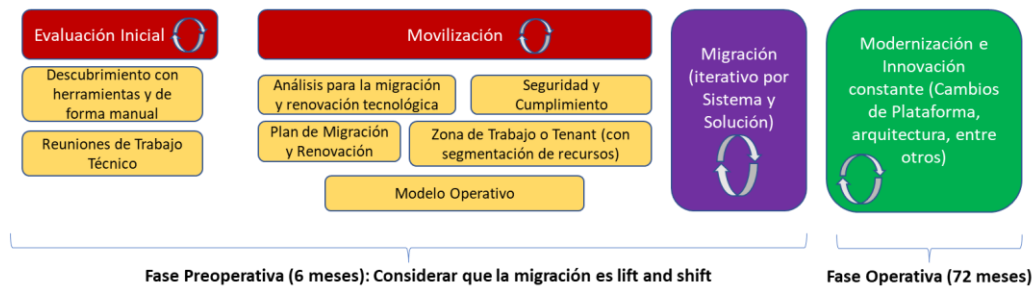 Evaluación Inicial
Descubrimiento con
herramientas y de
forma manual
Reuniones de Trabajo
Técnico
Movilización
Análisis para la migración
y renovación tecnológica
Seguridad y
Cumplimiento
Plan de Migración
y Renovación
Zona de Trabajo o Tenant (con
segmentación de recursos)
Modelo Operativo
Migración
(iterativo por
Sistema y
Solución)
Modernización e
Innovación
constante (Cambios
de Plataforma,
arquitectura, entre
otros)
Fase Preoperativa (6 meses): Considerar que la migración es lift and shift
Fase Operativa (72 meses)